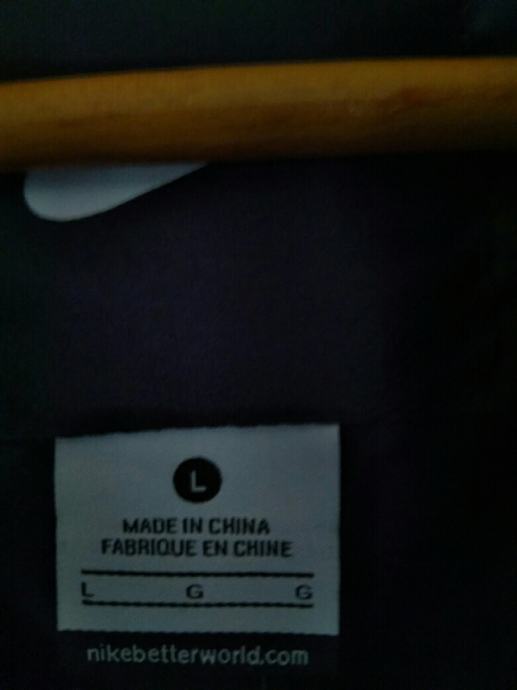 L
MADE IN CHINA
FABRIQUE EN CHINE
L G G
nikebetterworld.com